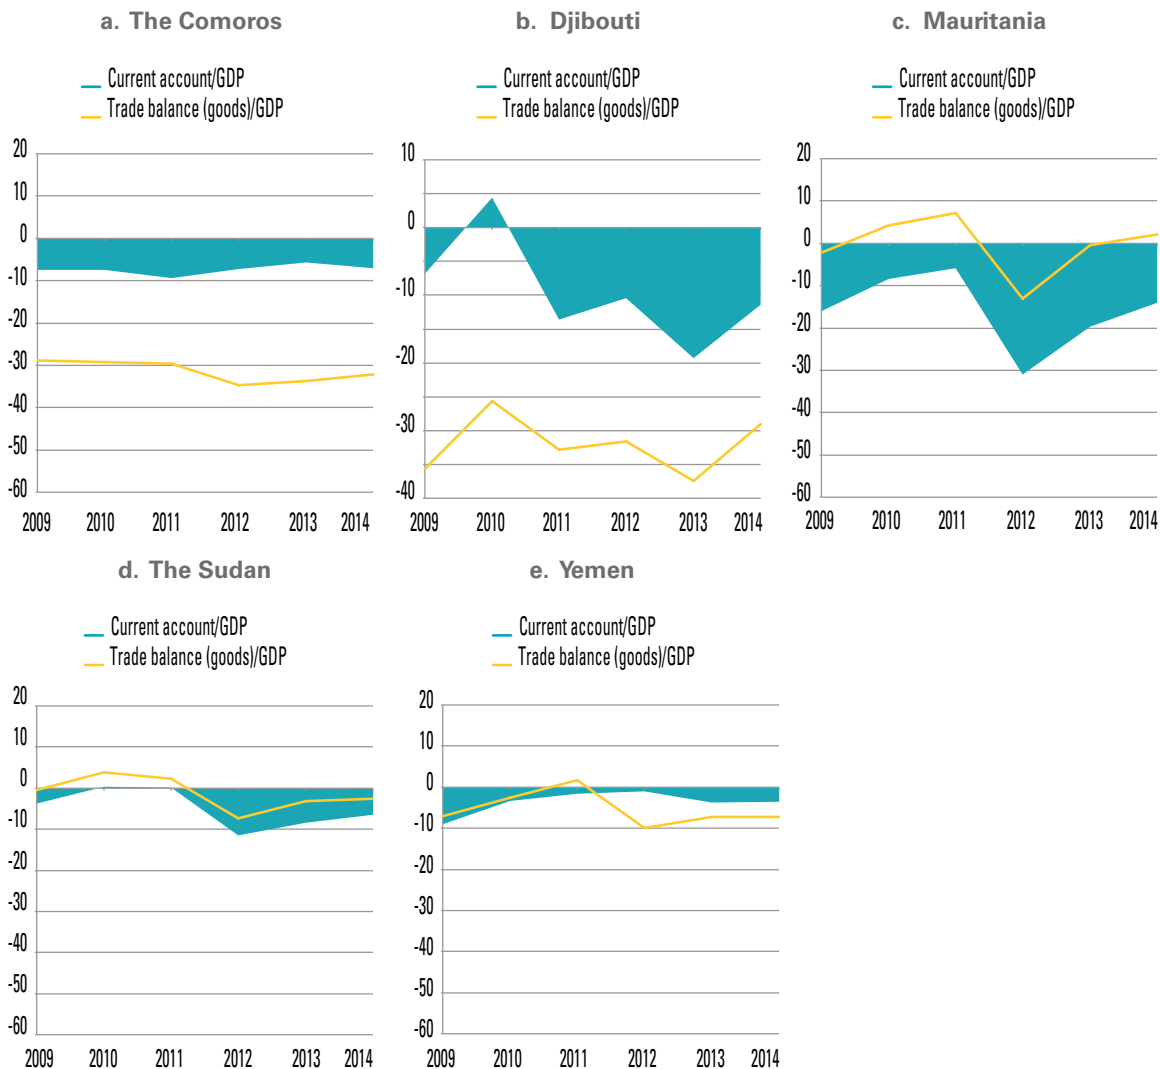 a. The Comoros
Current account/GDP
Trade balance (goods)/GDP
20
10
0
-10
-20
-30
-40
-50
-60
2009 2010 2011 2012 2013 2014
b. Djibouti
Current account/GDP
Trade balance (goods)/GDP
10
0
-10
-20
-30
-40
2009 2010 2011 2012 2013 2014
c. Mauritania
Current account/GDP
Trade balance (goods)/GDP
20
10
0
-10
-20
-30
-40
-50
-60
2009 2010 2011 2012 2013 2014
d. The Sudan
Current account/GDP
Trade balance (goods)/GDP
20
10
0
-10
-20
-30
-40
-50
-60
2009 2010 2011 2012 2013 2014
e. Yemen
Current account/GDP
Trade balance (goods)/GDP
20
10
0
-10
-20
-30
-40
-50
-60
2009 2010 2011 2012 2013 2014